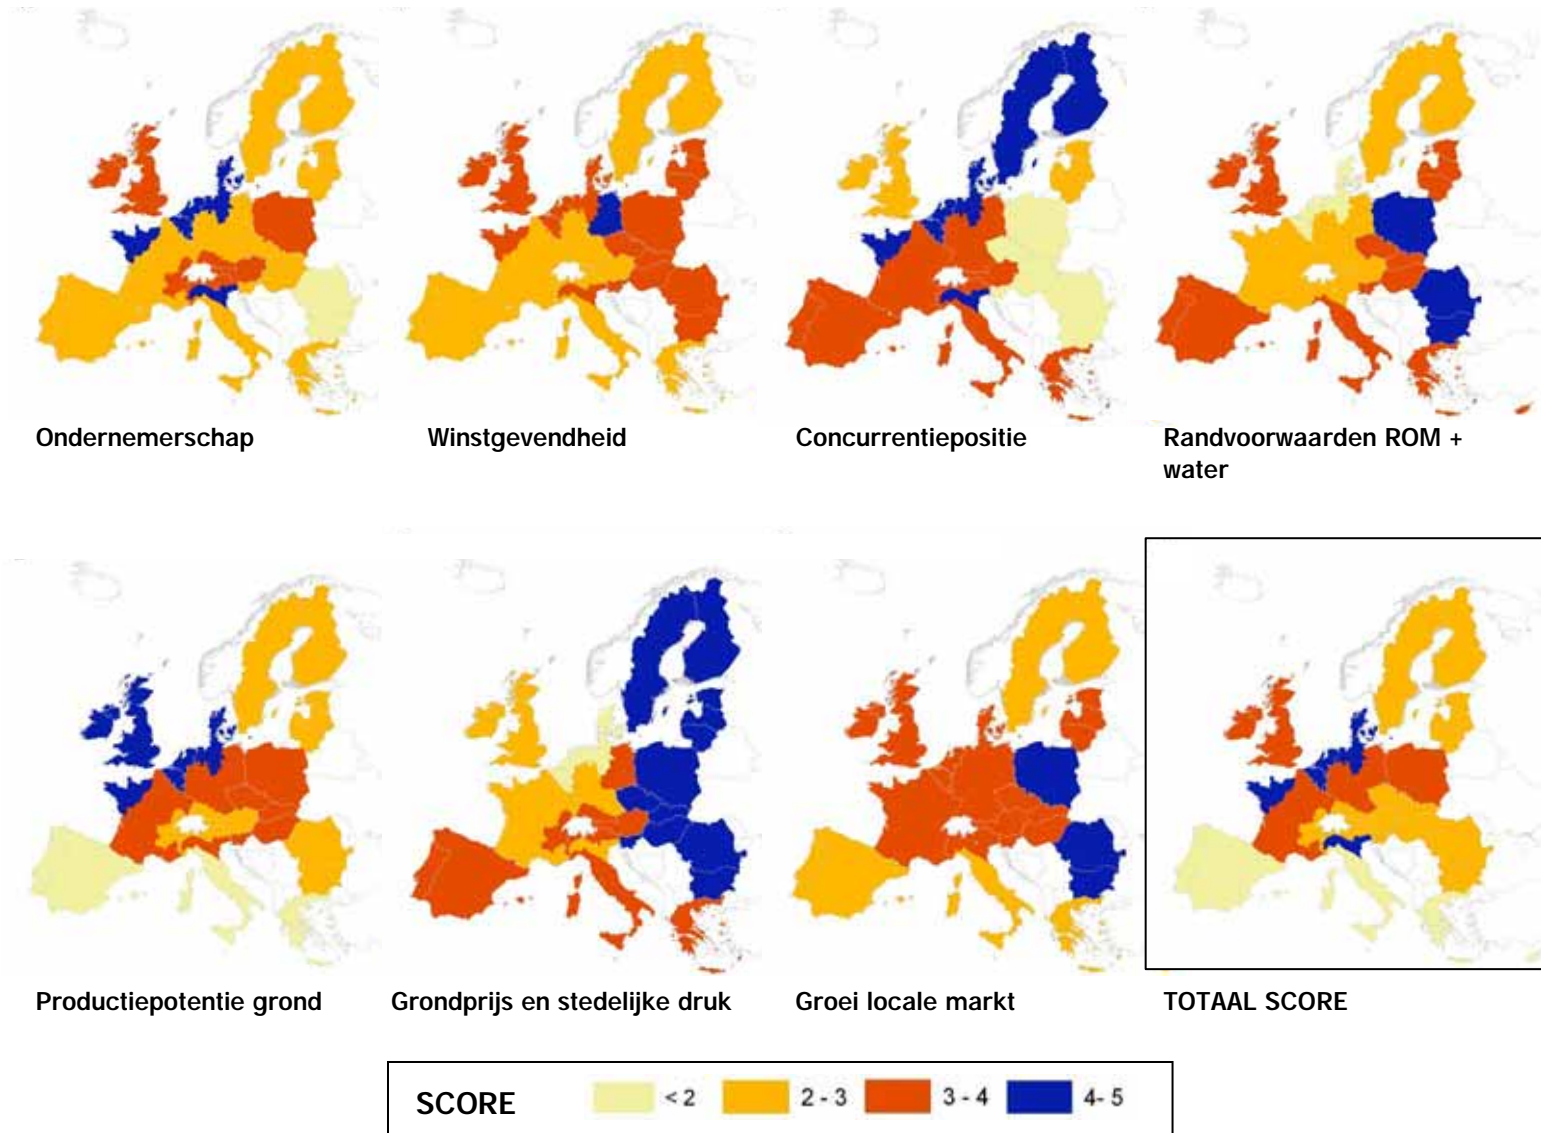 Ondernemerschap
Winstgevendheid
Concurrentiepositie
Randvoorwaarden ROM +
water
Productiepotentie grond
Grondprijs en stedelijke druk
Groei locale markt
TOTAAL SCORE
SCORE < 2 2 - 3 3 - 4 4- 5